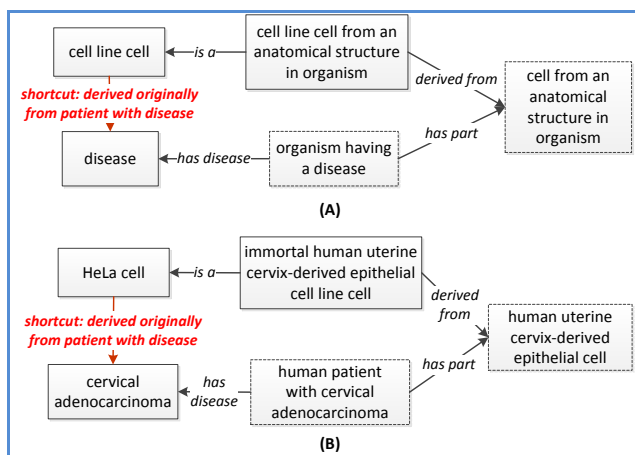 cell line cell
is a
cell line cell from an
anatomical structure
in organism
derived from
cell from an
anatomical
structure in
organism
shortcut: derived originally
from patient with disease
has part
disease
has disease
organism having
a disease
(A)
HeLa cell
is a
immortal human uterine
cervix-derived epithelial
cell line cell
derived
from
human uterine
cervix-derived
epithelial cell
shortcut: derived originally
from patient with disease
has part
cervical
adenocarcinoma
has
disease
human patient
with cervical
adenocarcinoma
(B)